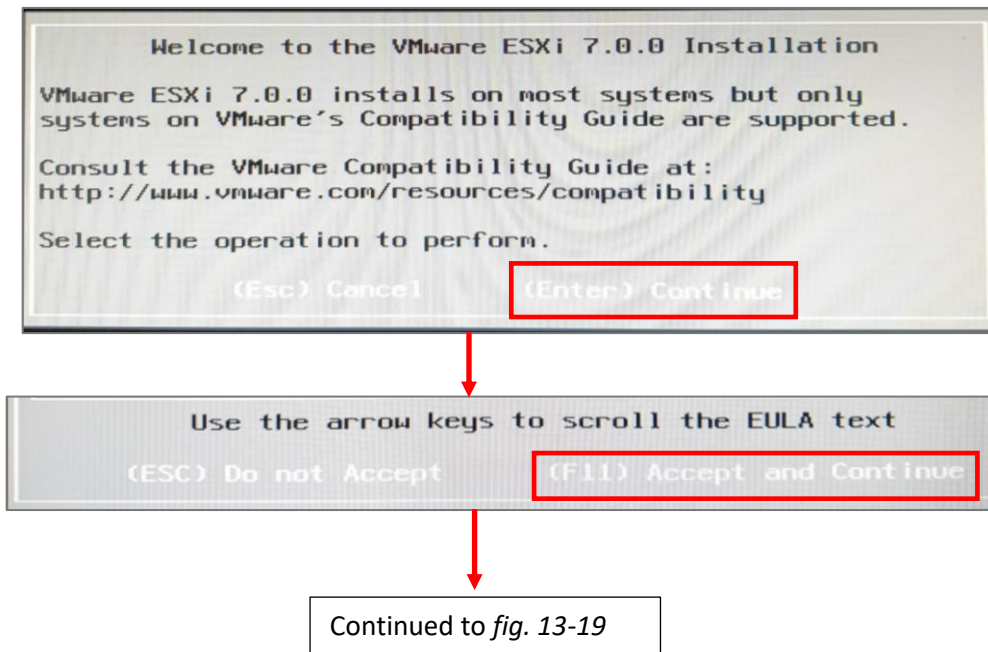 Welcome to the VMware ESXi 7.0.0 Installation
VMware ESXi 7.0.0 installs on most systems but only
systems on VMware's Compatibility Guide are supported.
Consult the VMware Compatibility Guide at:
http://www.vmware.com/resources/compatibility
Select the operation to perform.
(Esc) Cancel (Enter) Continue
Use the arrow keys to scroll the EULA text
(ESC) Do not Accept (F11) Accept and Continue
Continued to fig. 13-19